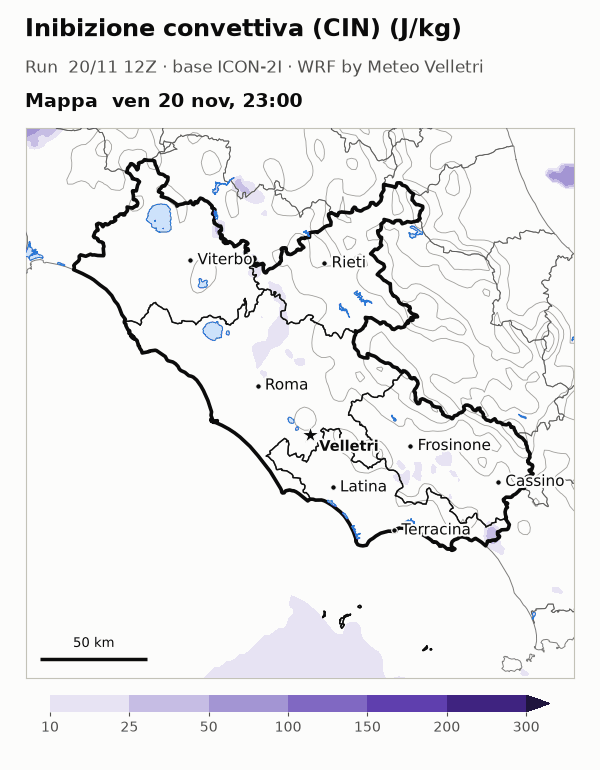 Inibizione convettiva (CIN) (J/kg)
Run  20/11 12Z · base ICON-2I · WRF by Meteo Velletri
Mappa  ven 20 nov, 23:00
Viterbo
Rieti
Roma
Velletri
Frosinone
Cassino
Latina
Terracina
50 km
10 25 50 100 150 200 300